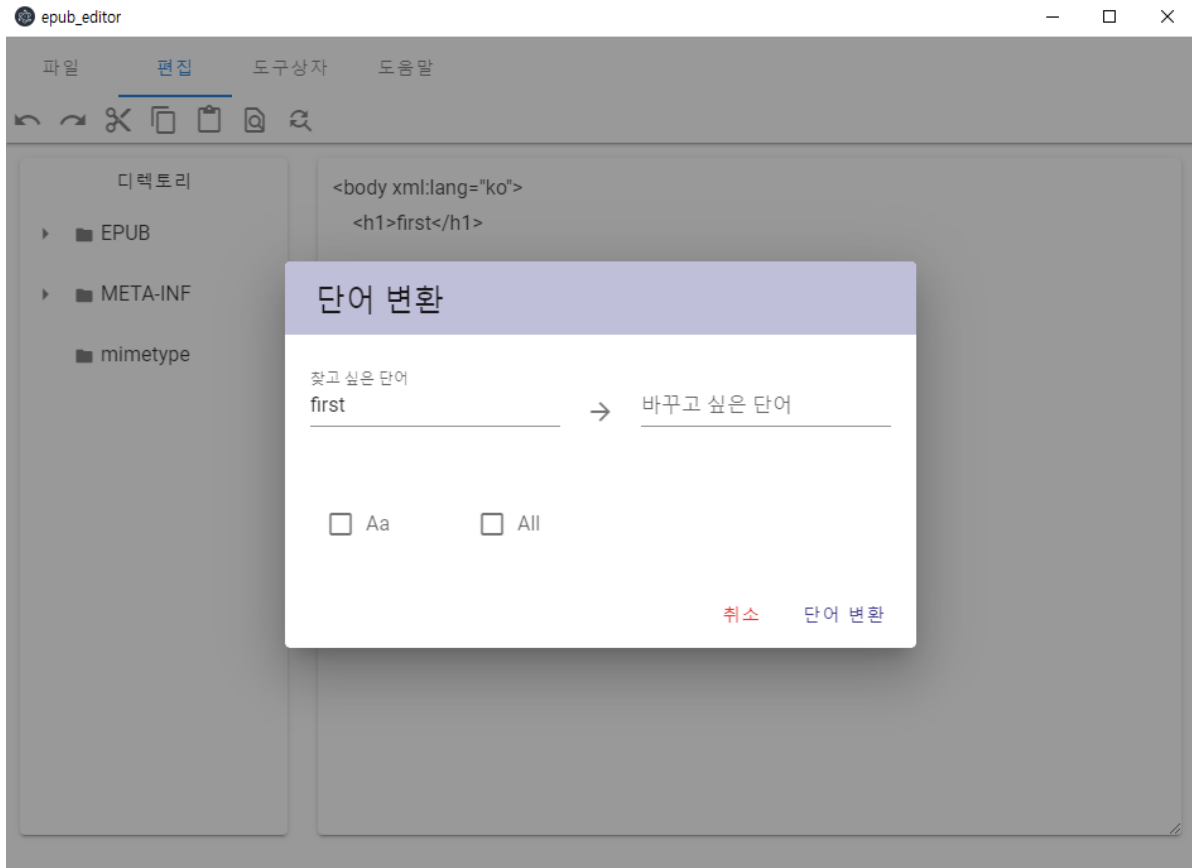 epub_editor
파일 편집 도구상자 도움말
디렉토리
EPUB
META-INF
mimetype
<body xml:lang="ko">
<h1>first</h1>
단어 변환
찾고 싶은 단어
first
바꾸고 싶은 단어
Aa All
취소 단어 변환